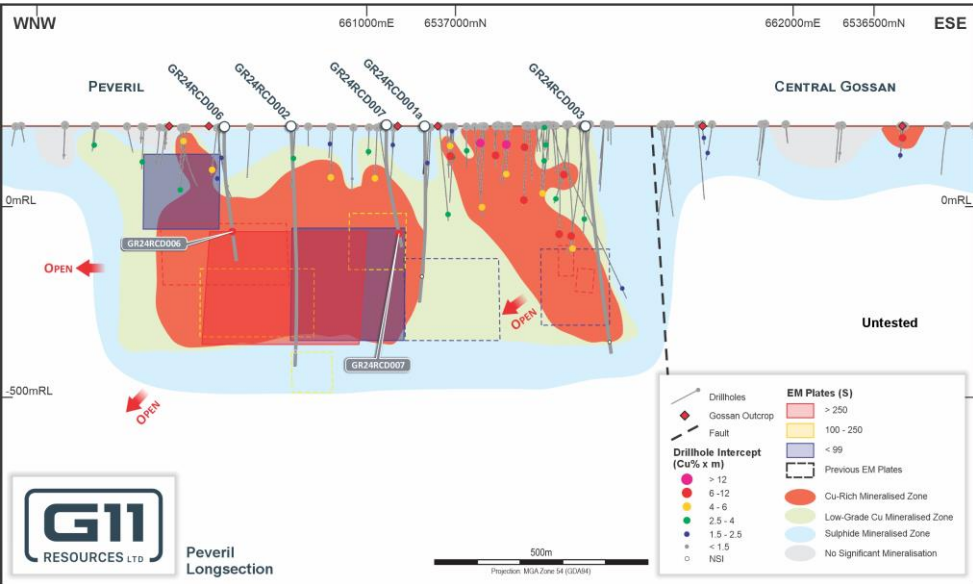 WNW
661000mE
6537000mN
662000mE
6536500mN
ESE
PEVERIL
GR24RCD006
GR24RCD002
GR24RCD007
GR24RCD001a
GR24RCD003
CENTRAL GOSSAN
0mRL
0mRL
GR24RCD006
OPEN
OPEN
Untested
GR24RCD007
-500mRL
OPEN
Drillholes
Gossan Outcrop
Fault
Drillhole Intercept
(Cu% x m)
> 12
6 -12
4 - 6
2.5 - 4
1.5 - 2.5
< 1.5
NSI
EM Plates (S)
> 250
100 - 250
< 99
Previous EM Plates
Cu-Rich Mineralised Zone
Low-Grade Cu Mineralised Zone
Sulphide Mineralised Zone
No Significant Mineralisation
G11
RESOURCES LTD
Peveril
Longsection
500m
Projection: MGA Zone 54 (GDA94)